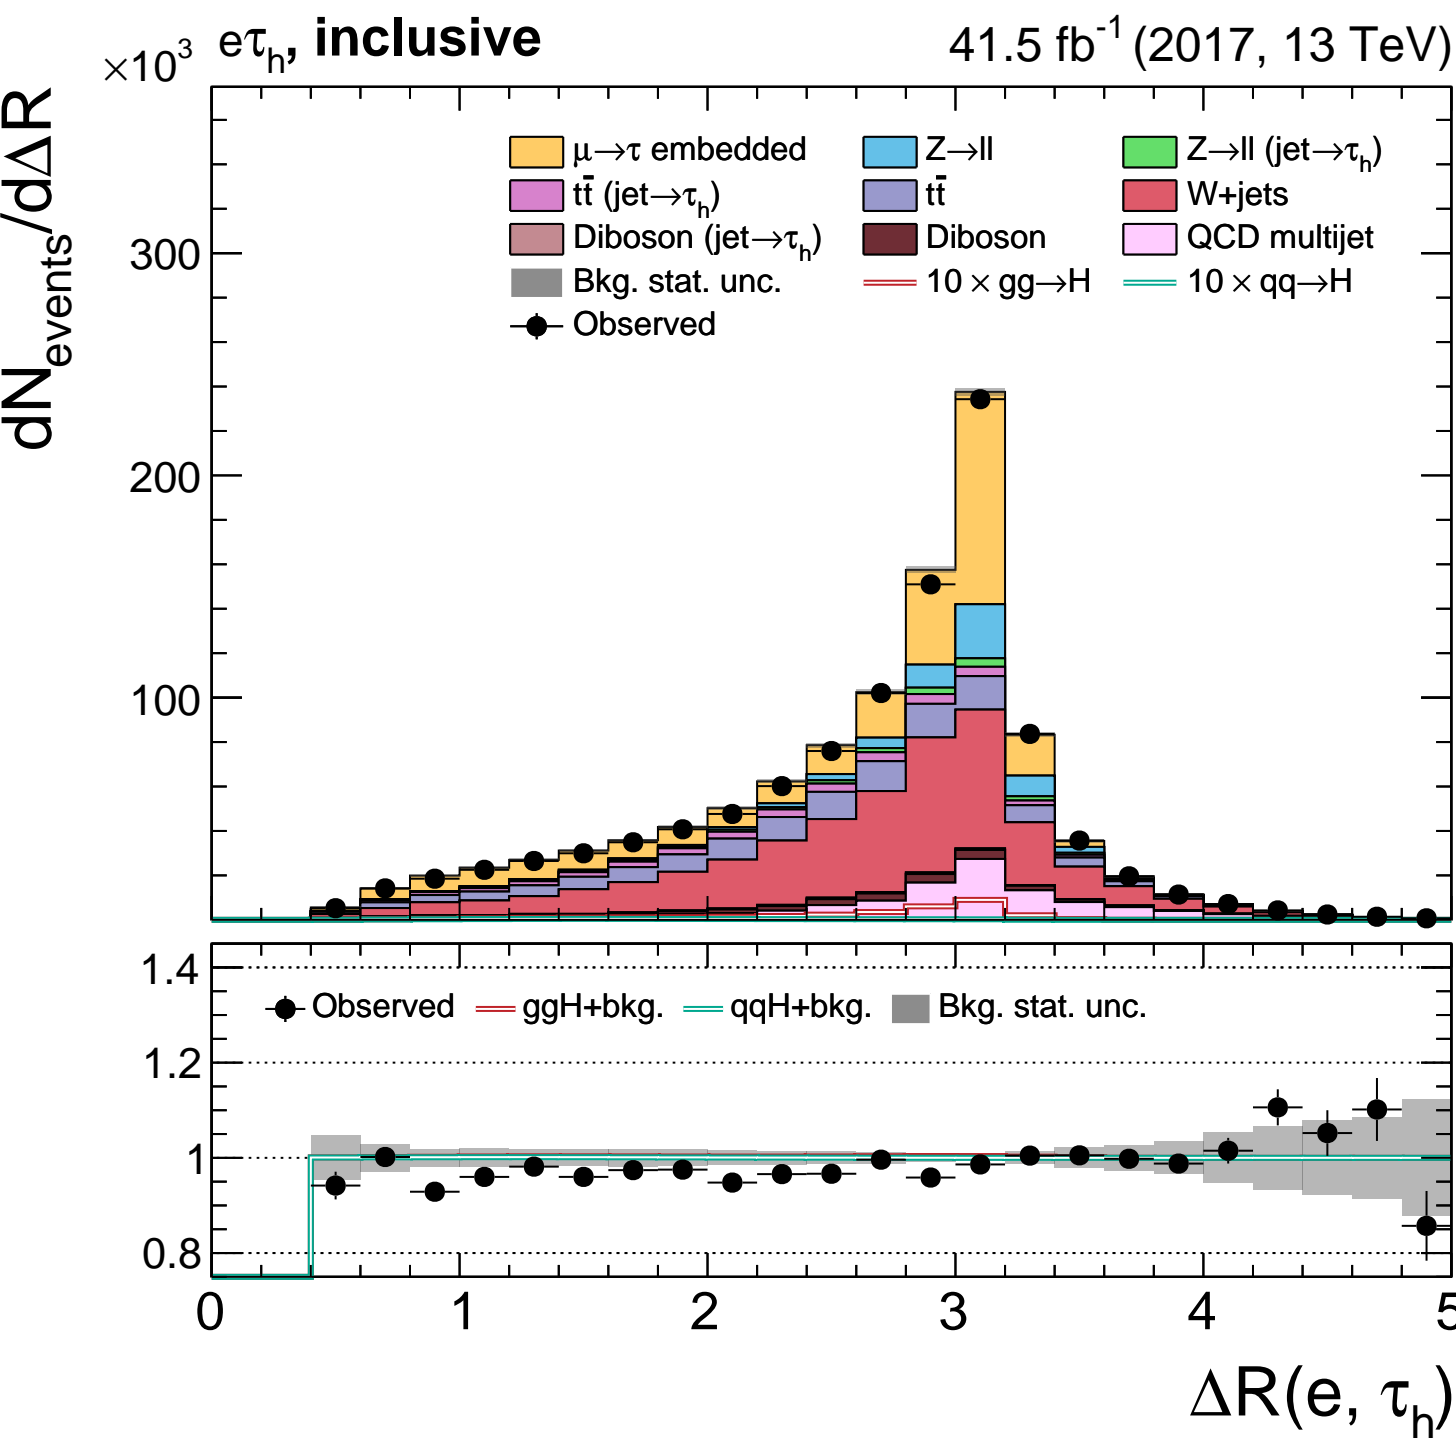 ×10³ eτₕ, inclusive 41.5 fb⁻¹ (2017, 13 TeV)
dN_events/dΔR
μ→τ embedded Z→ll Z→ll (jet→τₕ)
tt̄ (jet→τₕ) tt̄ W+jets
Diboson (jet→τₕ) Diboson QCD multijet
Bkg. stat. unc. 10 × gg→H 10 × qq→H
Observed
300
200
100
1.4
Observed ggH+bkg. qqH+bkg. Bkg. stat. unc.
1.2
1
0.8
0 1 2 3 4 5
ΔR(e, τₕ)